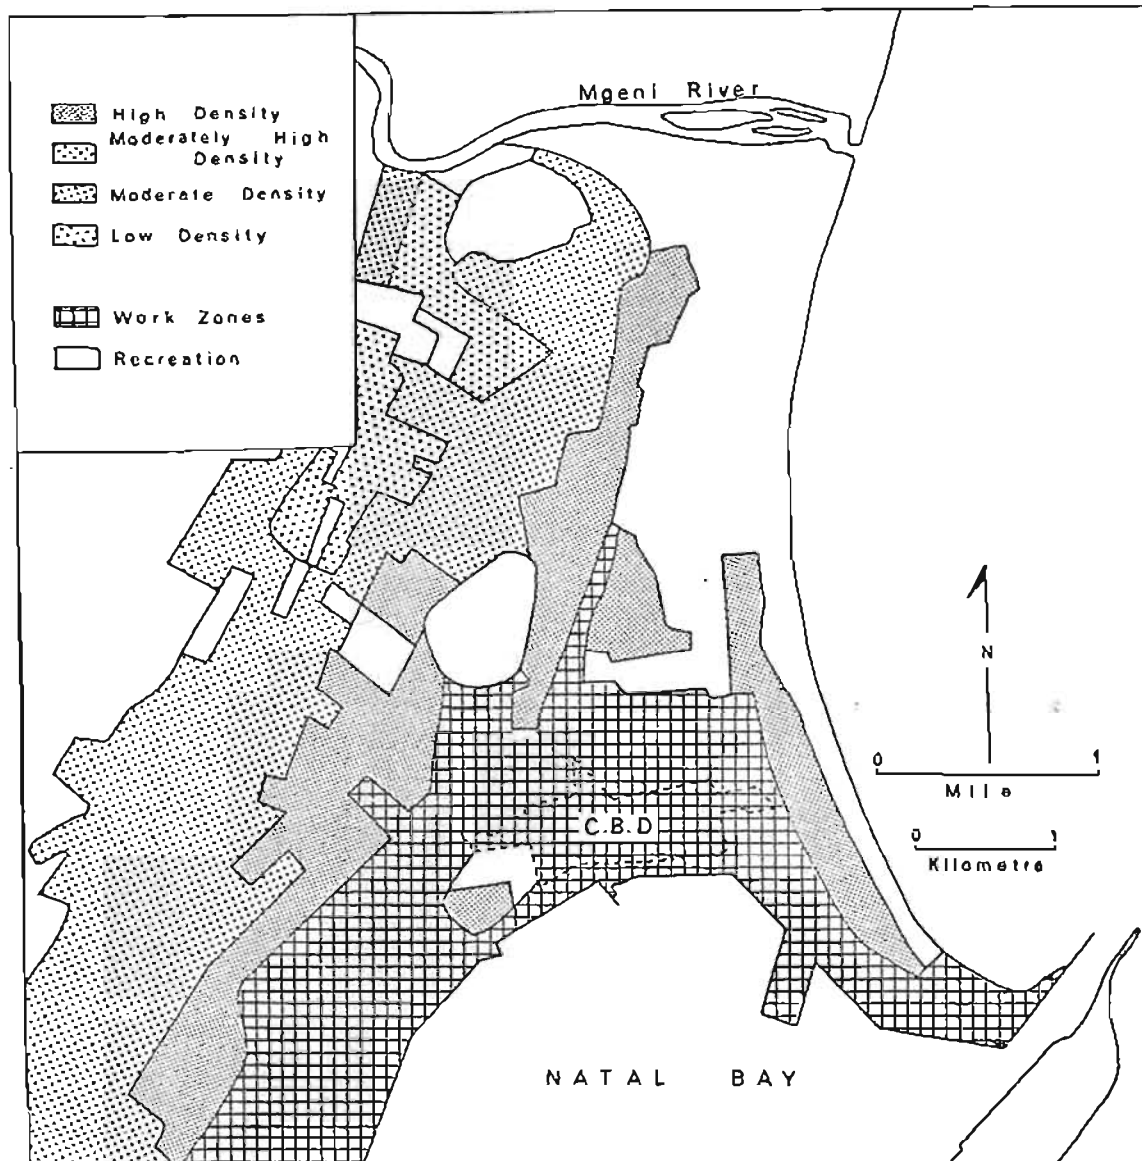 Mgeni River
High Density
Moderately High
Density
Moderate Density
Low Density
Work Zones
Recreation
N
0 1
Mile
C.B.D
0 1
Kilometre
NATAL BAY